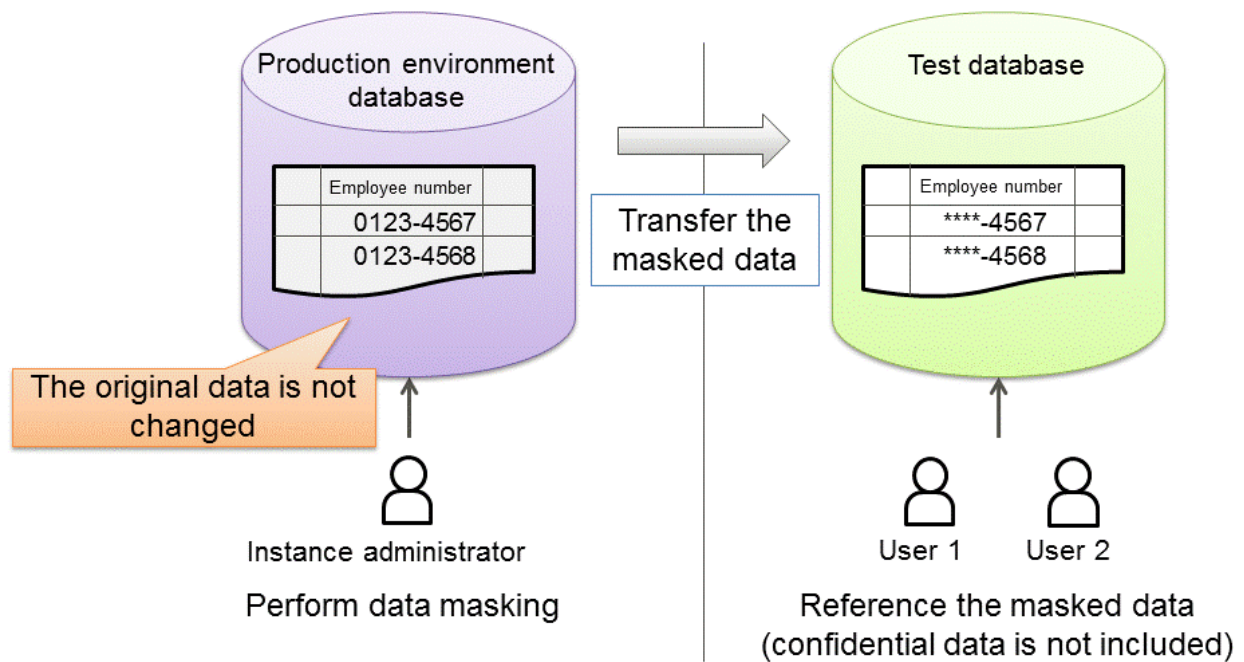 Production environment
database
Employee number
0123-4567
0123-4568
The original data is not
changed
Instance administrator
Perform data masking
Transfer the
masked data
Test database
Employee number
****-4567
****-4568
User 1
User 2
Reference the masked data
(confidential data is not included)